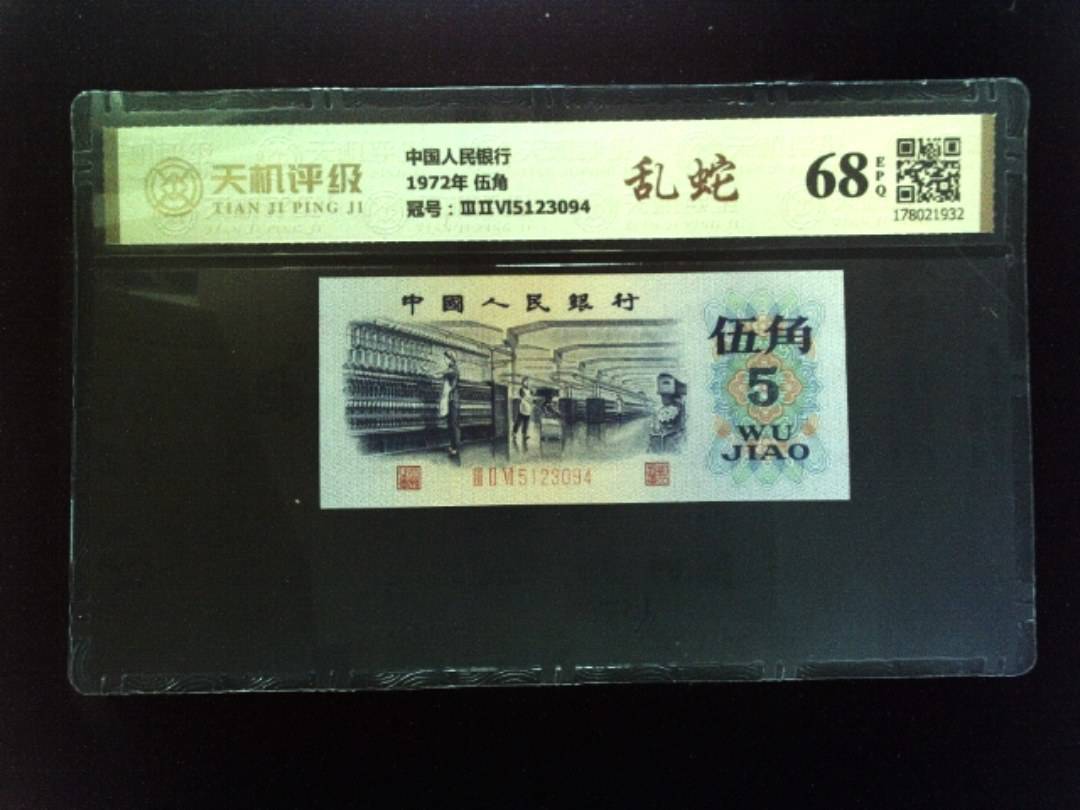 天机评级
TIAN JI PING JI
中国人民银行
1972年 伍角
冠号：ⅢⅡⅥ5123094
乱蛇
68
EPQ
178021932
中國人民銀行
伍角
5
WU
JIAO
ⅢⅡⅥ5123094